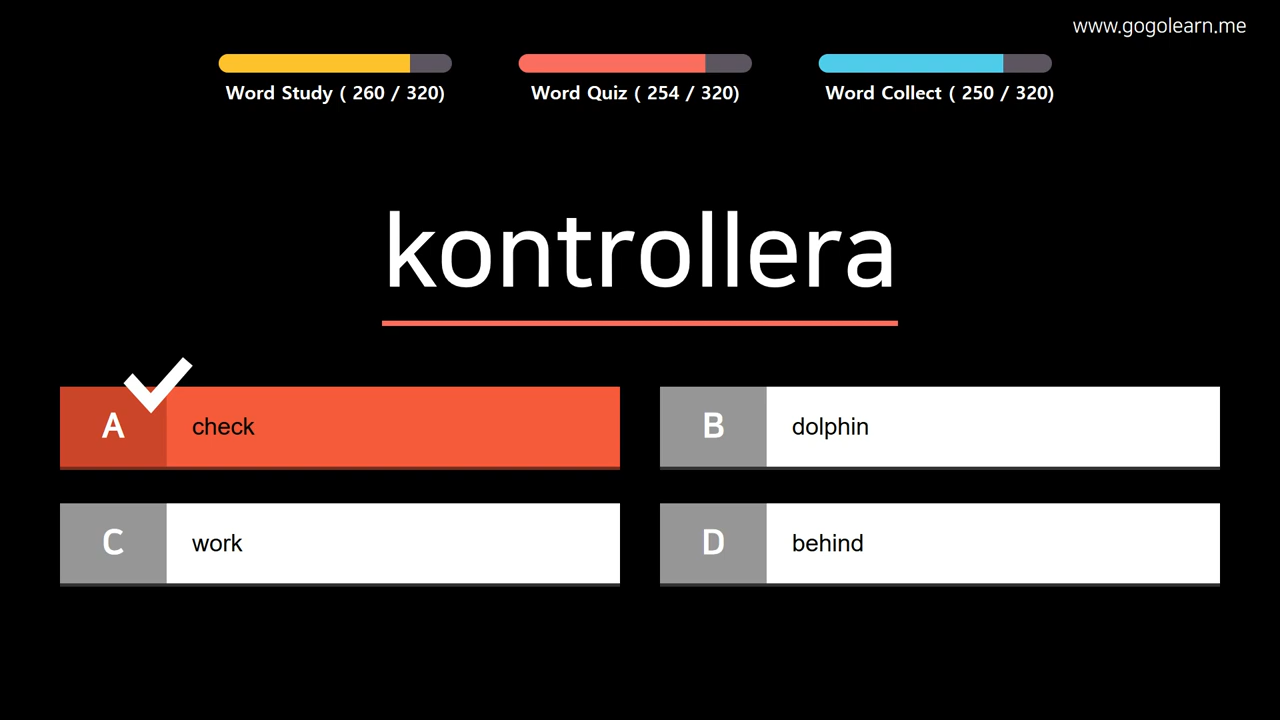 www.gogolearn.me
Word Study ( 260 / 320)
Word Quiz ( 254 / 320)
Word Collect ( 250 / 320)
kontrollera
A check
B dolphin
C work
D behind